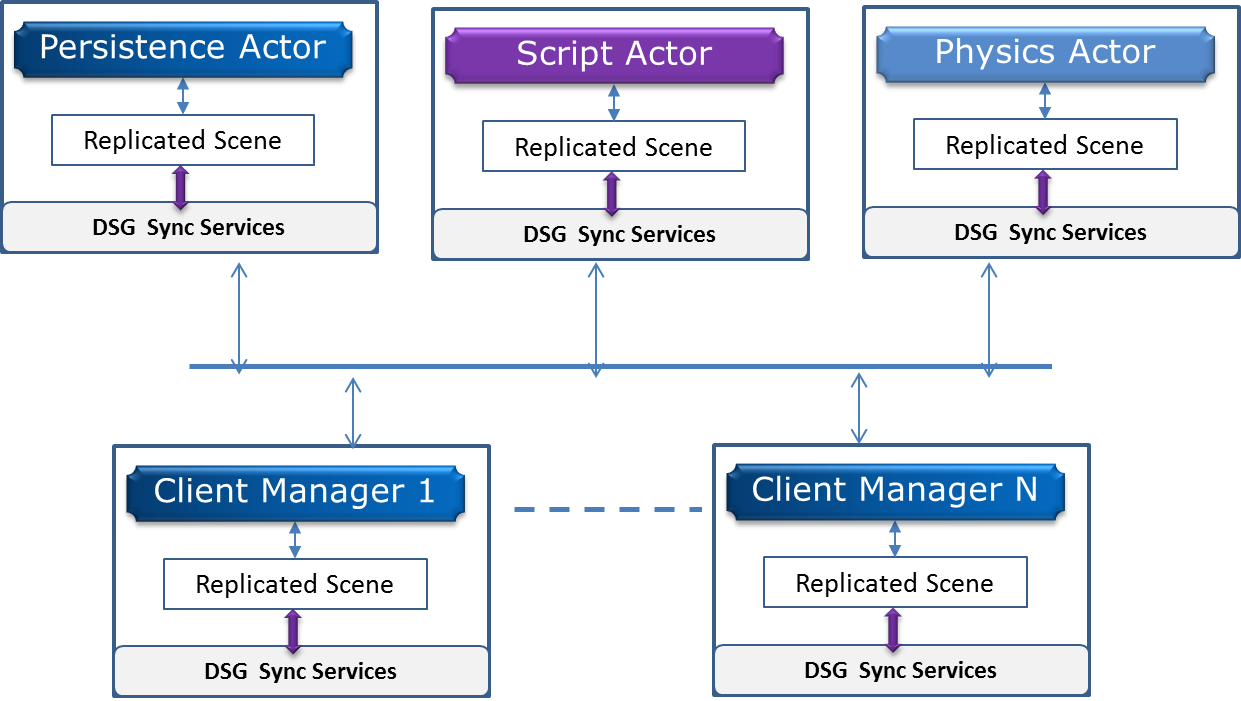 Persistence Actor
Replicated Scene
DSG  Sync Services
Script Actor
Replicated Scene
DSG  Sync Services
Physics Actor
Replicated Scene
DSG  Sync Services
Client Manager 1
Replicated Scene
DSG  Sync Services
Client Manager N
Replicated Scene
DSG  Sync Services